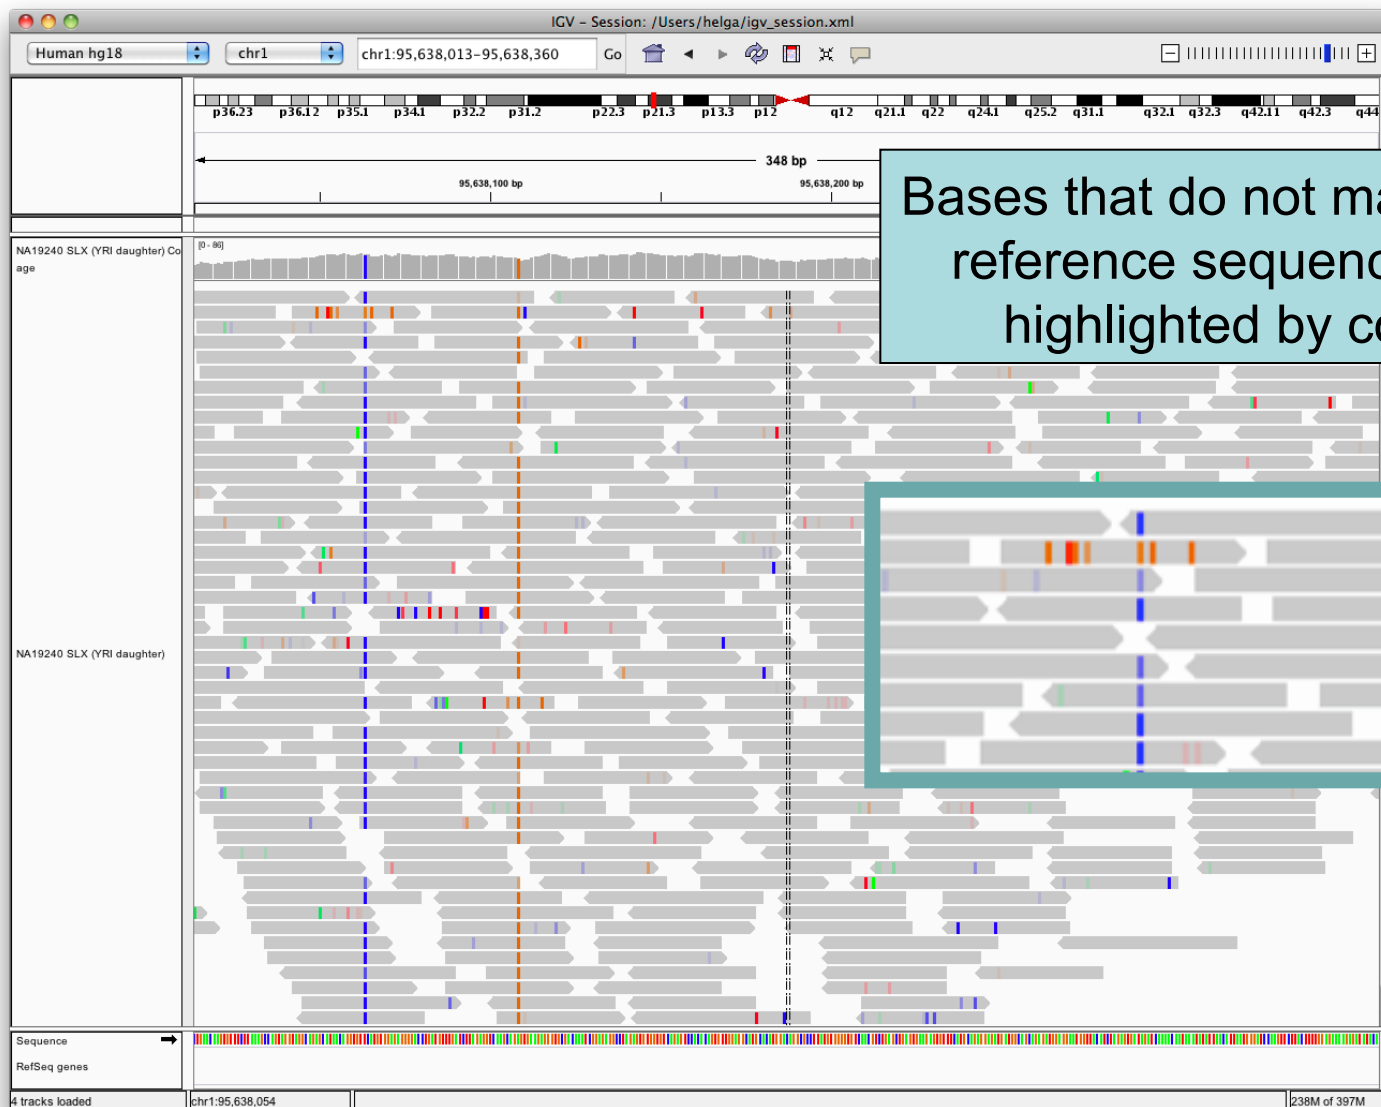 IGV – Session: /Users/helga/igv_session.xml
Human hg18 chr1 chr1:95,638,013–95,638,360 Go
p36.23 p36.12 p35.1 p34.1 p32.2 p31.2 p22.3 p21.3 p13.3 p12 q12 q21.1 q22 q24.1 q25.2 q31.1 q32.1 q32.3 q42.11 q42.3 q44
348 bp
95,638,100 bp 95,638,200 bp
Bases that do not ma
reference sequenc
highlighted by co
NA19240 SLX (YRI daughter) Co
age
[0 - 86]
NA19240 SLX (YRI daughter)
Sequence
RefSeq genes
4 tracks loaded chr1:95,638,054 238M of 397M